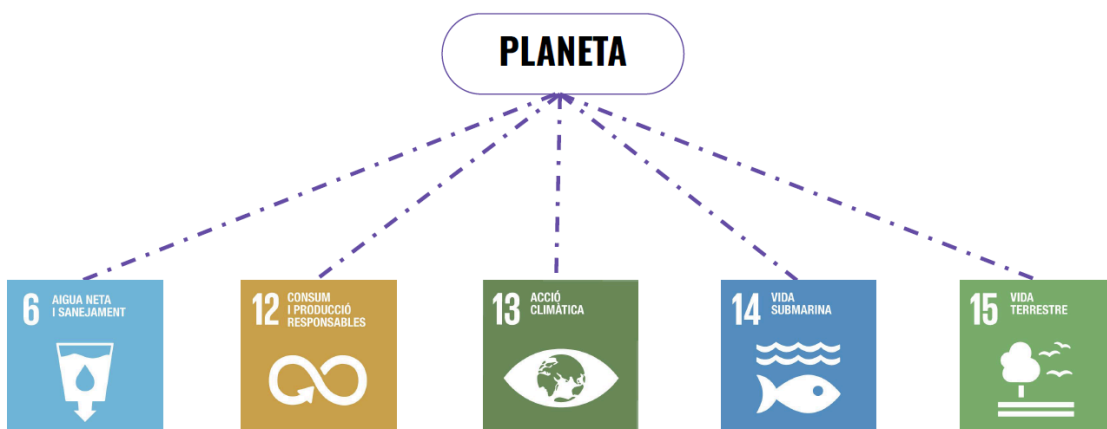 PLANETA
6 AIGUA NETA
I SANEJAMENT
12 CONSUM
I PRODUCCIÓ
RESPONSABLES
13 ACCIÓ
CLIMÀTICA
14 VIDA
SUBMARINA
15 VIDA
TERRESTRE